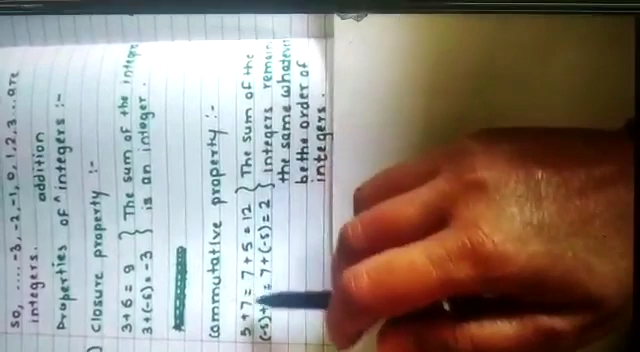 so, .... -3, -2, -1, 0, 1, 2, 3 ... are
integers.
addition
Properties of ^ integers :-
) closure property :-
3+6 = 9 } The sum of the integers
3+(-6) = -3 } is an integer.
commutative property :-
5+7 = 7+5 = 12 } The sum of the
(-5)+ = 7+(-5) = 2 } integers remain
the same whatever
be the order of
integers.